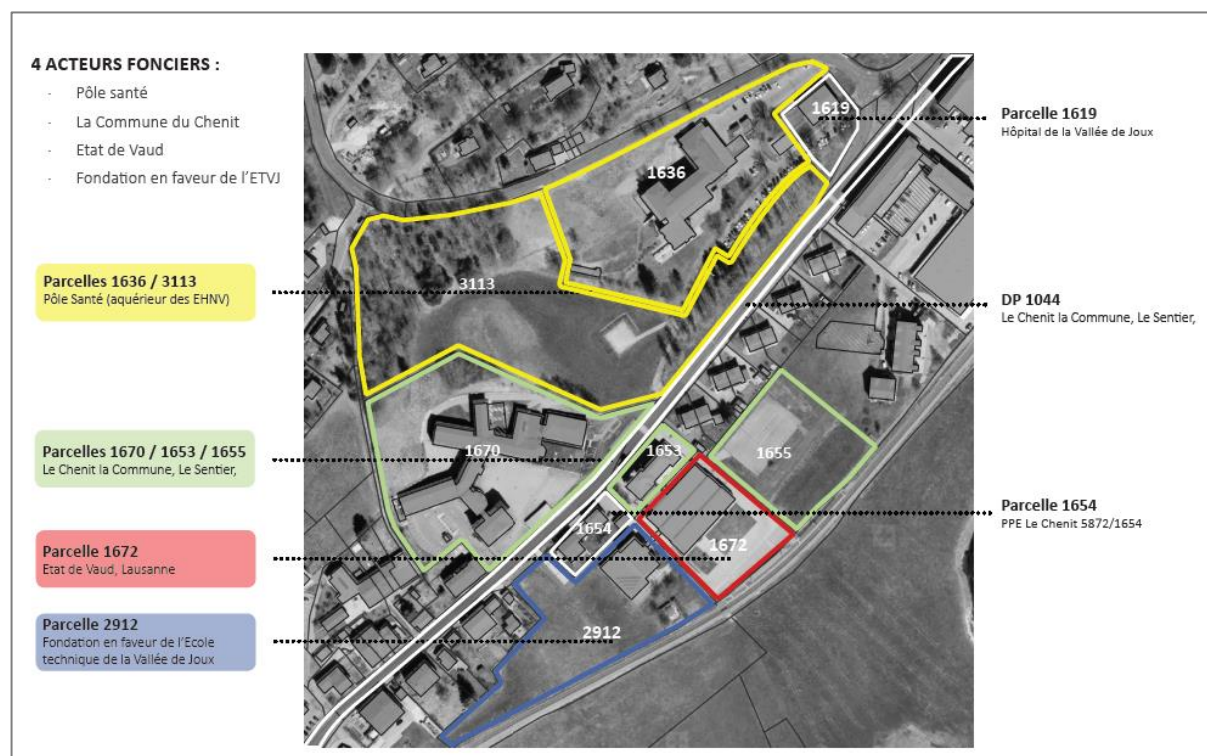 4 ACTEURS FONCIERS :
· Pôle santé
· La Commune du Chenit
· Etat de Vaud
· Fondation en faveur de l'ETVJ
Parcelles 1636 / 3113
Pôle Santé (aquérieur des EHNV)
Parcelles 1670 / 1653 / 1655
Le Chenit la Commune, Le Sentier,
Parcelle 1672
Etat de Vaud, Lausanne
Parcelle 2912
Fondation en faveur de l'Ecole
technique de la Vallée de Joux
1619
1636
3113
1670
1653
1655
1654
1672
2912
Parcelle 1619
Hôpital de la Vallée de Joux
DP 1044
Le Chenit la Commune, Le Sentier,
Parcelle 1654
PPE Le Chenit 5872/1654